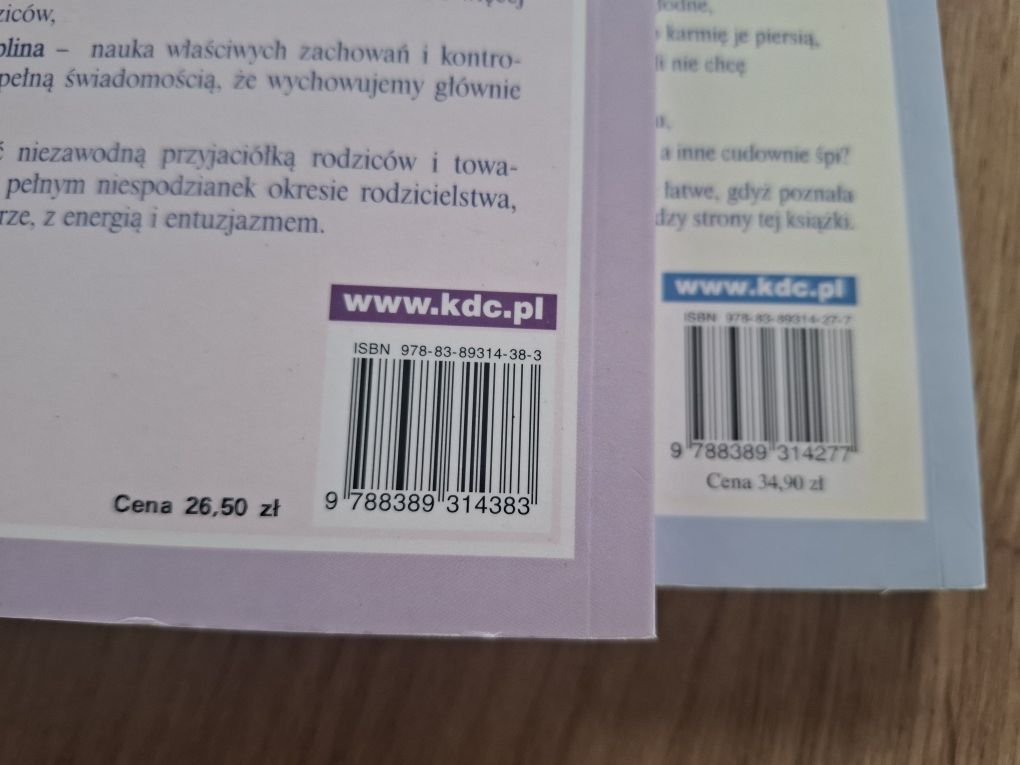 ziców,
plina – nauka właściwych zachowań i kontro-
pełną świadomością, że wychowujemy głównie
ć niezawodną przyjaciółką rodziców i towa-
pełnym niespodzianek okresie rodzicielstwa,
rze, z energią i entuzjazmem.
www.kdc.pl
ISBN 978-83-89314-38-3
9 788389 314383
Cena 26,50 zł
łodne,
karmię je piersią,
li nie chcę
a inne cudownie śpi?
łatwe, gdyż poznała
dzy strony tej książki.
www.kdc.pl
ISBN 978-83-89314-27-7
9 788389 314277
Cena 34,90 zł